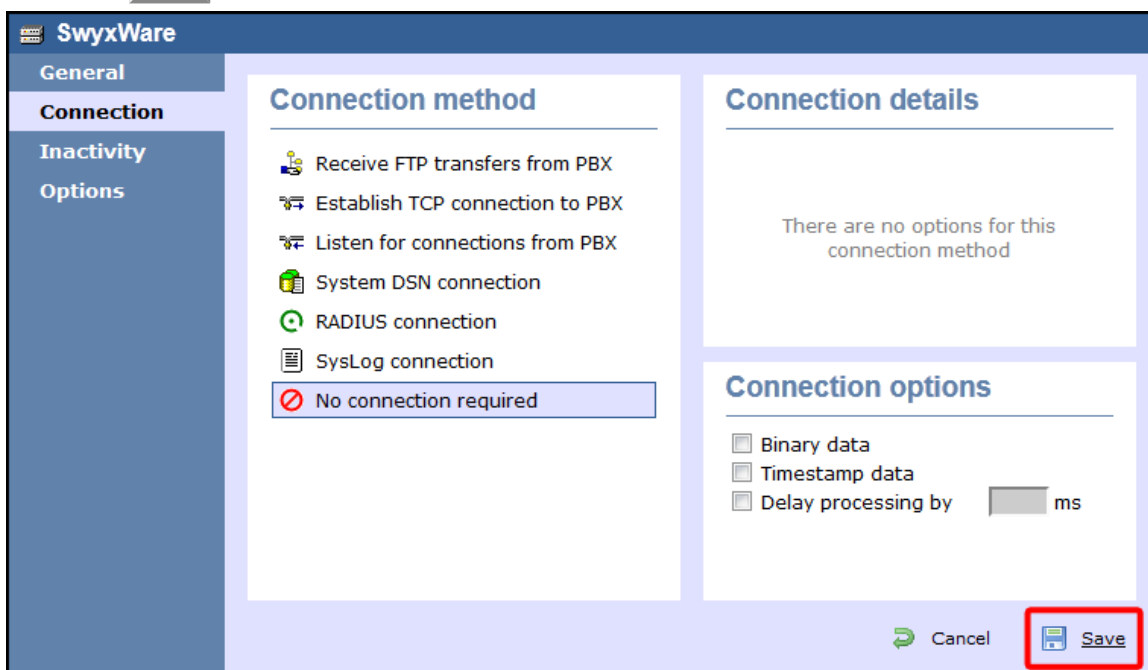 SwyxWare
General
Connection
Inactivity
Options
Connection method
Receive FTP transfers from PBX
Establish TCP connection to PBX
Listen for connections from PBX
System DSN connection
RADIUS connection
SysLog connection
No connection required
Connection details
There are no options for this
connection method
Connection options
Binary data
Timestamp data
Delay processing by ms
Cancel
Save